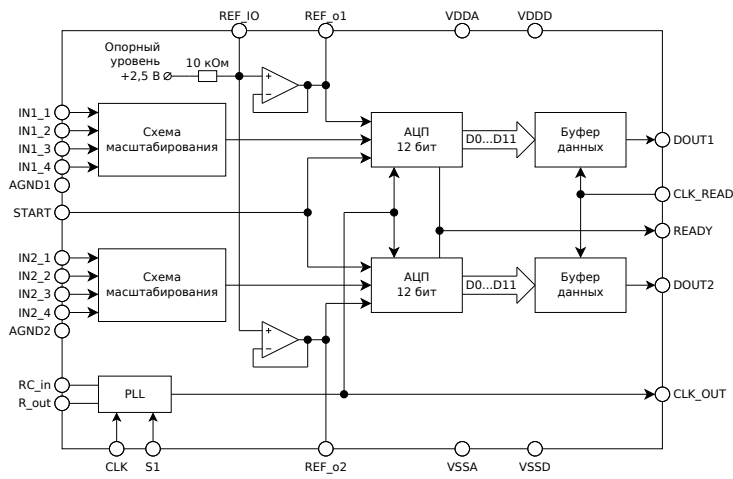 REF_IO
REF_o1
VDDA
VDDD
Опорный
уровень
+2,5 В
10 кОм
+
−
IN1_1
IN1_2
IN1_3
IN1_4
AGND1
START
Схема
масштабирования
АЦП
12 бит
D0...D11
Буфер
данных
DOUT1
CLK_READ
READY
IN2_1
IN2_2
IN2_3
IN2_4
AGND2
Схема
масштабирования
АЦП
12 бит
D0...D11
Буфер
данных
DOUT2
+
−
RC_in
R_out
PLL
CLK_OUT
CLK
S1
REF_o2
VSSA
VSSD